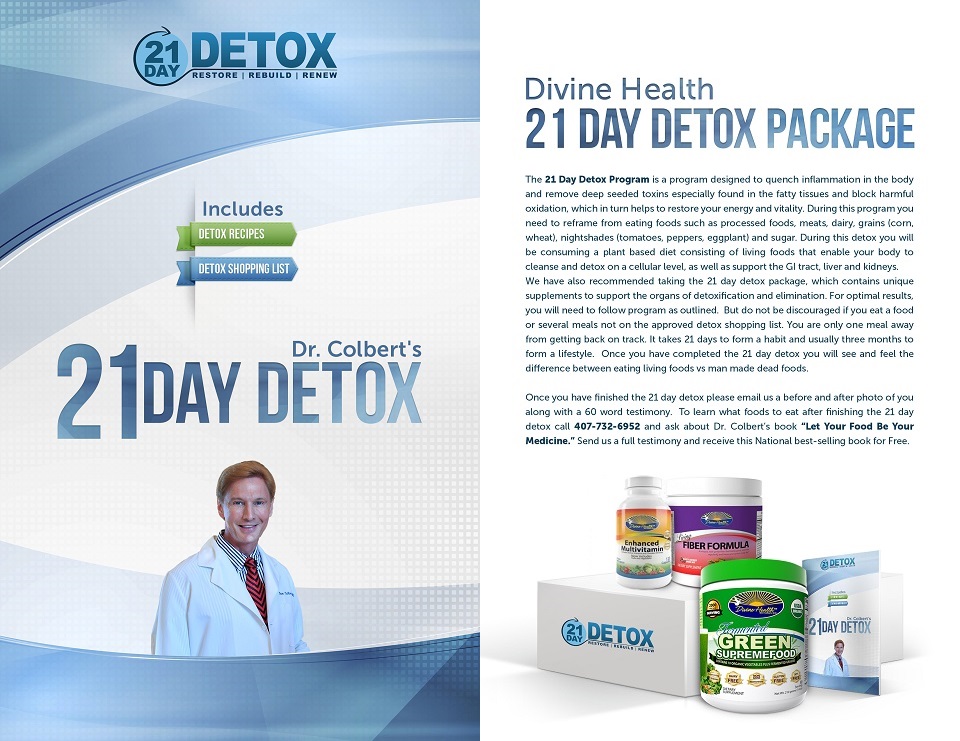 21 DAY DETOX
RESTORE | REBUILD | RENEW
Includes
DETOX RECIPES
DETOX SHOPPING LIST
Dr. Colbert's
21 DAY DETOX
Divine Health
21 DAY DETOX PACKAGE
The 21 Day Detox Program is a program designed to quench inflammation in the body
and remove deep seeded toxins especially found in the fatty tissues and block harmful
oxidation, which in turn helps to restore your energy and vitality. During this program you
need to reframe from eating foods such as processed foods, meats, dairy, grains (corn,
wheat), nightshades (tomatoes, peppers, eggplant) and sugar. During this detox you will
be consuming a plant based diet consisting of living foods that enable your body to
cleanse and detox on a cellular level, as well as support the GI tract, liver and kidneys.
We have also recommended taking the 21 day detox package, which contains unique
supplements to support the organs of detoxification and elimination. For optimal results,
you will need to follow program as outlined. But do not be discouraged if you eat a food
or several meals not on the approved detox shopping list. You are only one meal away
from getting back on track. It takes 21 days to form a habit and usually three months to
form a lifestyle. Once you have completed the 21 day detox you will see and feel the
difference between eating living foods vs man made dead foods.
Once you have finished the 21 day detox please email us a before and after photo of you
along with a 60 word testimony. To learn what foods to eat after finishing the 21 day
detox call 407-732-6952 and ask about Dr. Colbert's book “Let Your Food Be Your
Medicine.” Send us a full testimony and receive this National best-selling book for Free.
Divine Health
Enhanced
Multivitamin
Divine Health
Living
FIBER FORMULA
21 DAY DETOX
RESTORE | REBUILD | RENEW
Divine Health
Fermented
GREEN
SUPREMEFOOD
DIETARY
SUPPLEMENT
21 DETOX
Includes
Dr. Colbert's
21 DAY DETOX